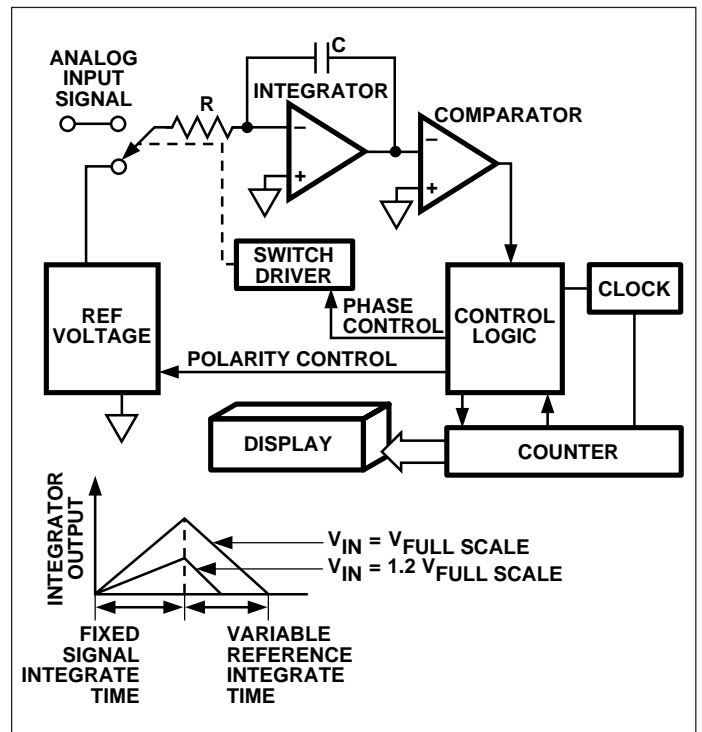 ANALOG
INPUT
SIGNAL
R
C
INTEGRATOR
–
+
COMPARATOR
–
+
SWITCH
DRIVER
REF
VOLTAGE
PHASE
CONTROL
CONTROL
LOGIC
CLOCK
POLARITY CONTROL
DISPLAY
COUNTER
INTEGRATOR
OUTPUT
VIN = VFULL SCALE
VIN = 1.2 VFULL SCALE
FIXED
SIGNAL
INTEGRATE
TIME
VARIABLE
REFERENCE
INTEGRATE
TIME